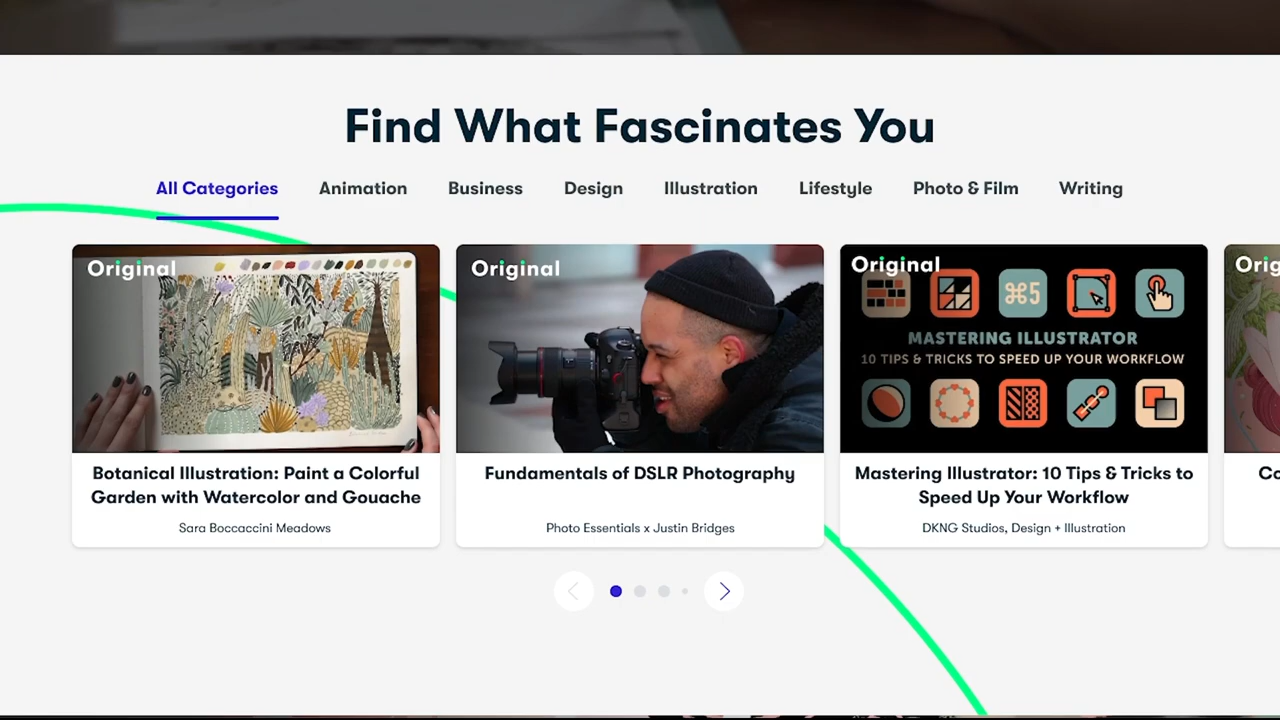 Find What Fascinates You
All Categories
Animation
Business
Design
Illustration
Lifestyle
Photo & Film
Writing
Original
Botanical Illustration: Paint a Colorful
Garden with Watercolor and Gouache
Sara Boccaccini Meadows
Original
Fundamentals of DSLR Photography
Photo Essentials x Justin Bridges
Original
⌘5
MASTERING ILLUSTRATOR
10 TIPS & TRICKS TO SPEED UP YOUR WORKFLOW
Mastering Illustrator: 10 Tips & Tricks to
Speed Up Your Workflow
DKNG Studios, Design + Illustration
Orig
Co